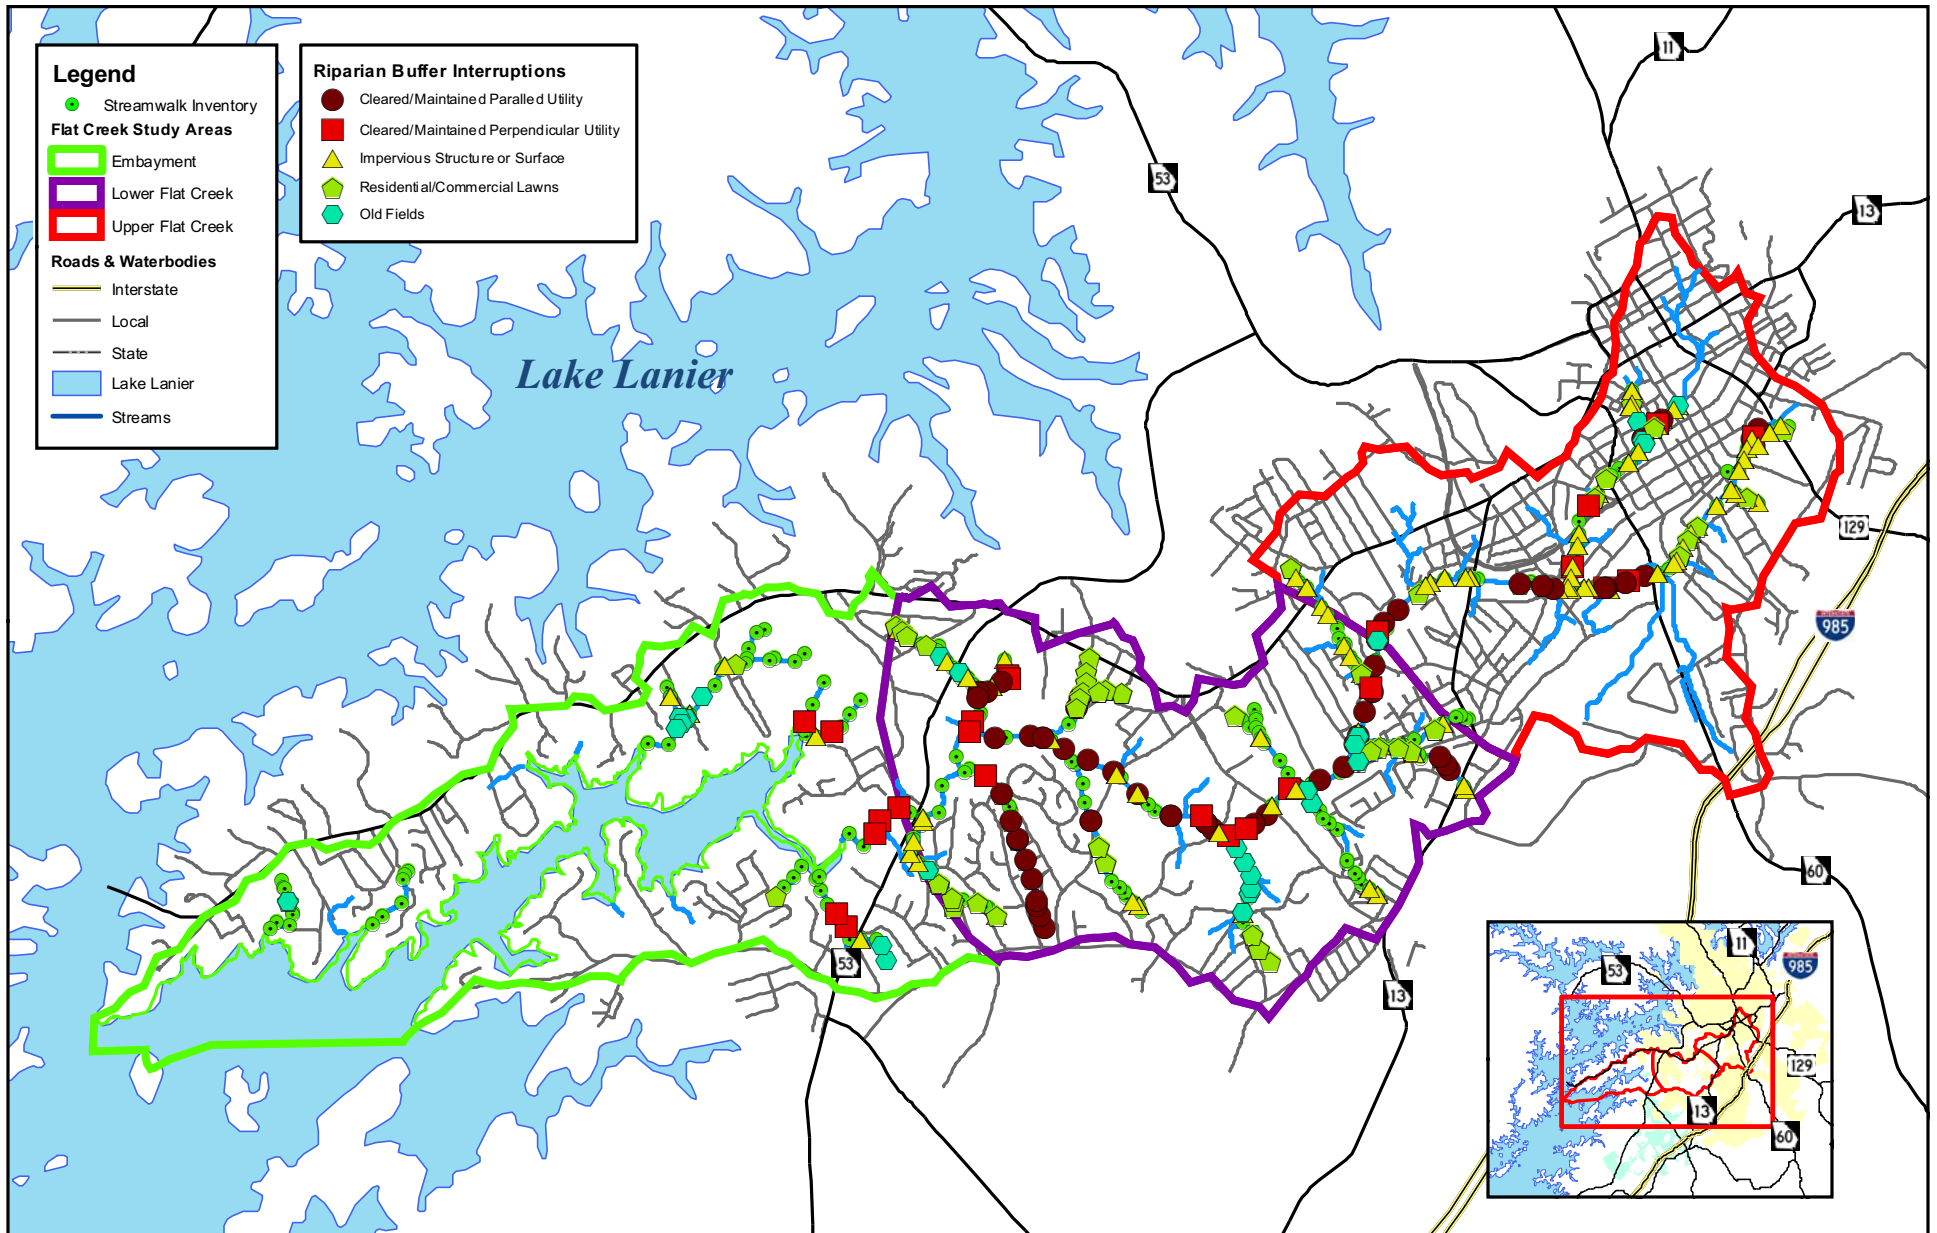 Legend
Streamwalk Inventory
Flat Creek Study Areas
Embayment
Lower Flat Creek
Upper Flat Creek
Roads & Waterbodies
Interstate
Local
State
Lake Lanier
Streams
Riparian Buffer Interruptions
Cleared/Maintained Paralled Utility
Cleared/Maintained Perpendicular Utility
Impervious Structure or Surface
Residential/Commercial Lawns
Old Fields
11
53
13
Lake Lanier
129
985
60
53
13
11
53
985
129
13
60